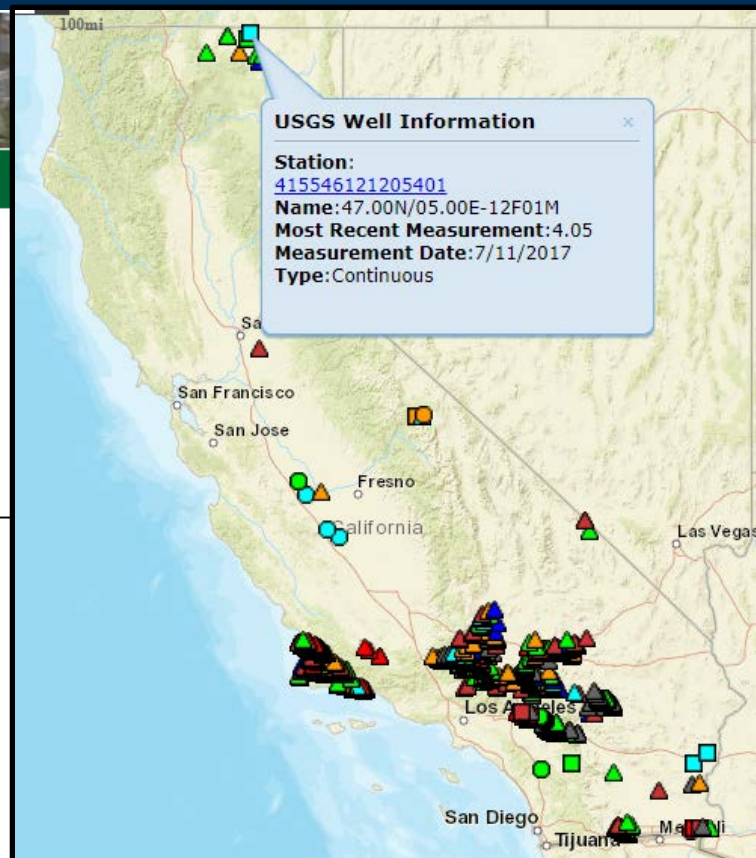 100mi
USGS Well Information ×
Station:
415546121205401
Name:47.00N/05.00E-12F01M
Most Recent Measurement:4.05
Measurement Date:7/11/2017
Type:Continuous
Sa
San Francisco
San Jose
Fresno
California
Las Vegas
Los Angeles
San Diego
Tijuana